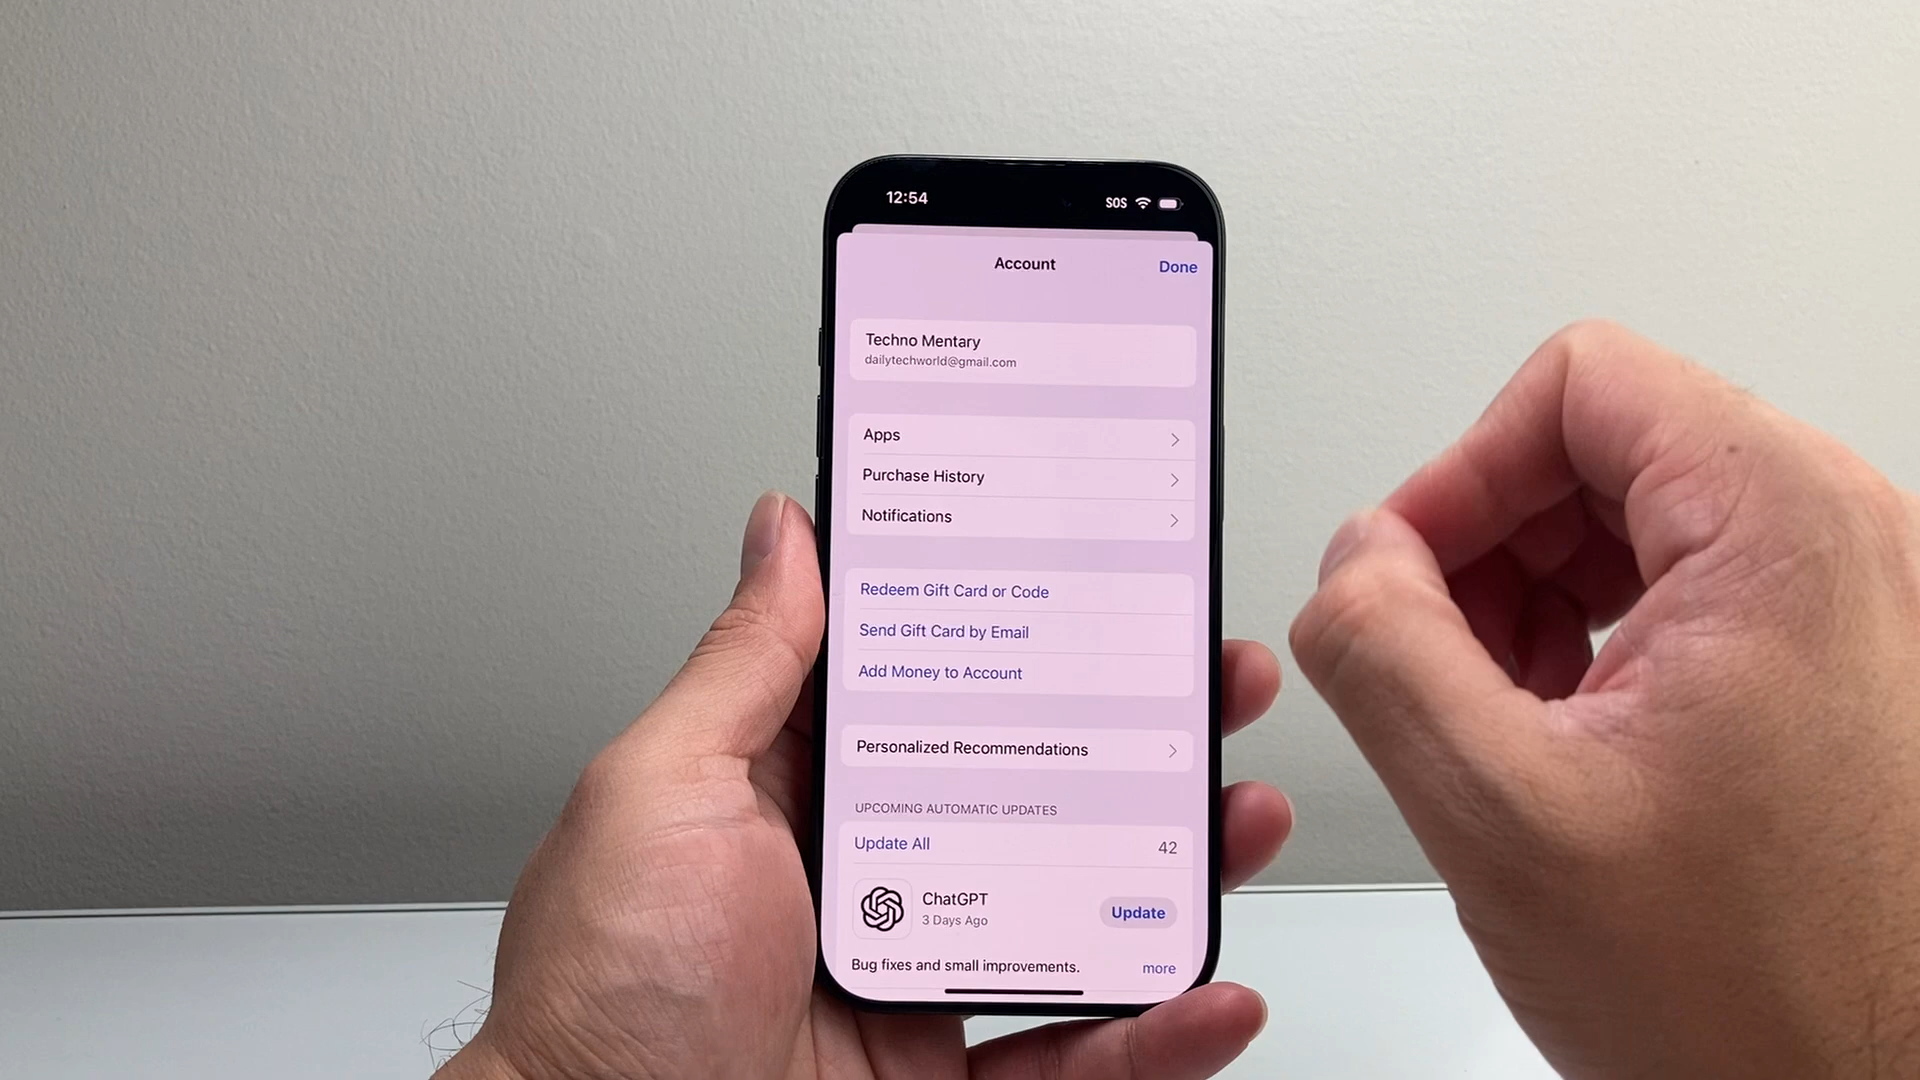 12:54
SOS
Account
Done
Techno Mentary
dailytechworld@gmail.com
Apps
Purchase History
Notifications
Redeem Gift Card or Code
Send Gift Card by Email
Add Money to Account
Personalized Recommendations
UPCOMING AUTOMATIC UPDATES
Update All
42
ChatGPT
3 Days Ago
Update
Bug fixes and small improvements.
more